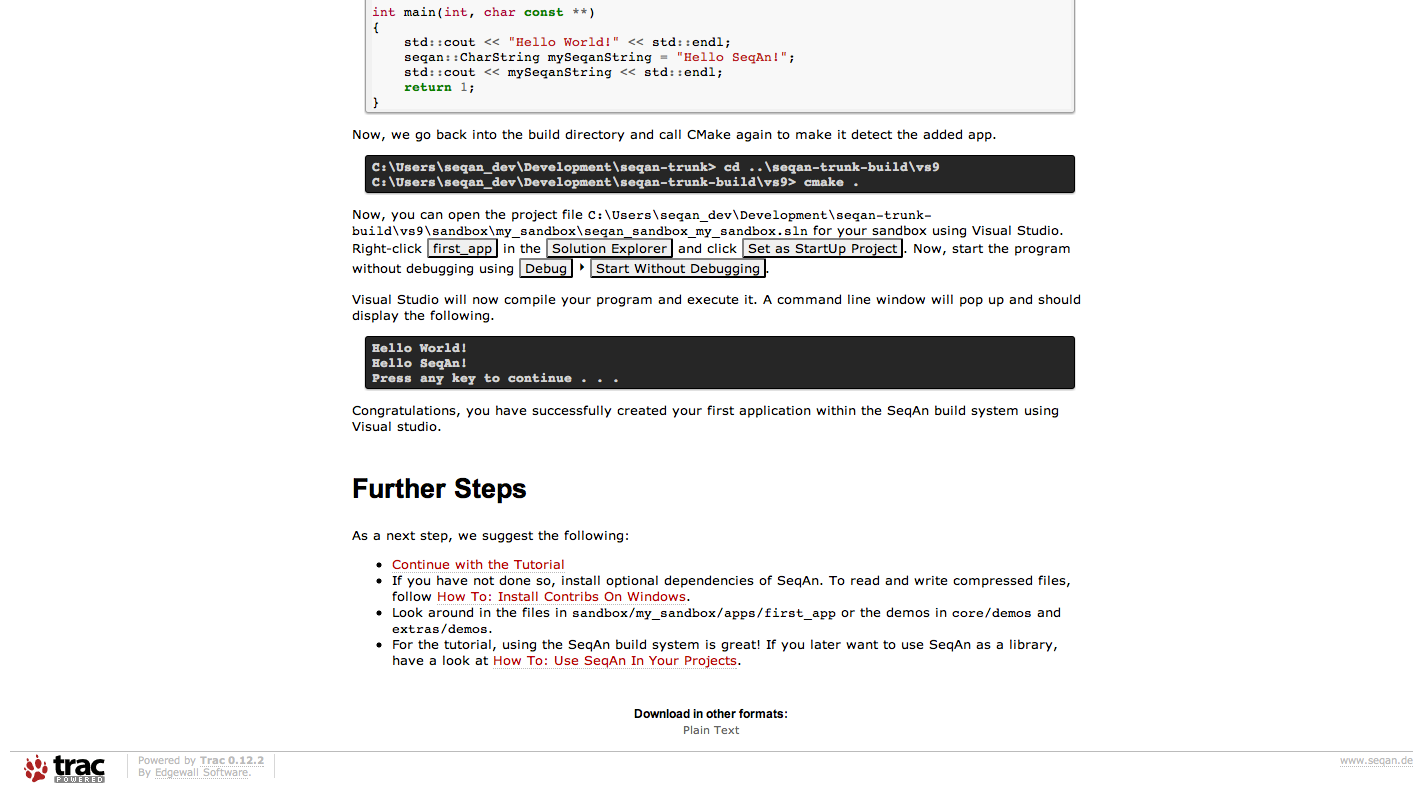 int main(int, char const **)
{
    std::cout << "Hello World!" << std::endl;
    seqan::CharString mySeqanString = "Hello SeqAn!";
    std::cout << mySeqanString << std::endl;
    return 1;
}
Now, we go back into the build directory and call CMake again to make it detect the added app.
C:\Users\seqan_dev\Development\seqan-trunk> cd ..\seqan-trunk-build\vs9
C:\Users\seqan_dev\Development\seqan-trunk-build\vs9> cmake .
Now, you can open the project file C:\Users\seqan_dev\Development\seqan-trunk-
build\vs9\sandbox\my_sandbox\seqan_sandbox_my_sandbox.sln for your sandbox using Visual Studio.
Right-click first_app in the Solution Explorer and click Set as StartUp Project. Now, start the program
without debugging using Debug ‣ Start Without Debugging.
Visual Studio will now compile your program and execute it. A command line window will pop up and should
display the following.
Hello World!
Hello SeqAn!
Press any key to continue . . .
Congratulations, you have successfully created your first application within the SeqAn build system using
Visual studio.
Further Steps
As a next step, we suggest the following:
• Continue with the Tutorial
• If you have not done so, install optional dependencies of SeqAn. To read and write compressed files,
follow How To: Install Contribs On Windows.
• Look around in the files in sandbox/my_sandbox/apps/first_app or the demos in core/demos and
extras/demos.
• For the tutorial, using the SeqAn build system is great! If you later want to use SeqAn as a library,
have a look at How To: Use SeqAn In Your Projects.
Download in other formats:
Plain Text
trac
POWERED
Powered by Trac 0.12.2
By Edgewall Software.
www.seqan.de